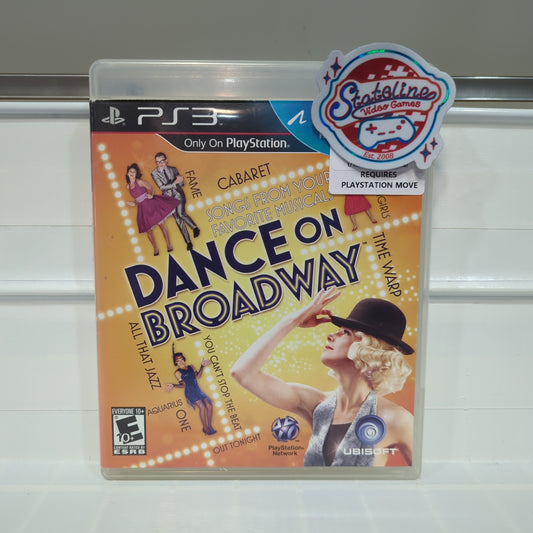 PS3
Only On PlayStation
Stateline
Video Games
Est. 2008
REQUIRES
PLAYSTATION MOVE
FAME
CABARET
SONGS FROM YOUR
FAVORITE MUSICALS
GIRLS
DANCE ON
BROADWAY
TIME WARP
ALL THAT JAZZ
YOU CAN'T STOP THE BEAT
AQUARIUS
ONE
OUT TONIGHT
EVERYONE 10+
E
10+
CONTENT RATED BY
ESRB
PlayStation
Network
UBISOFT